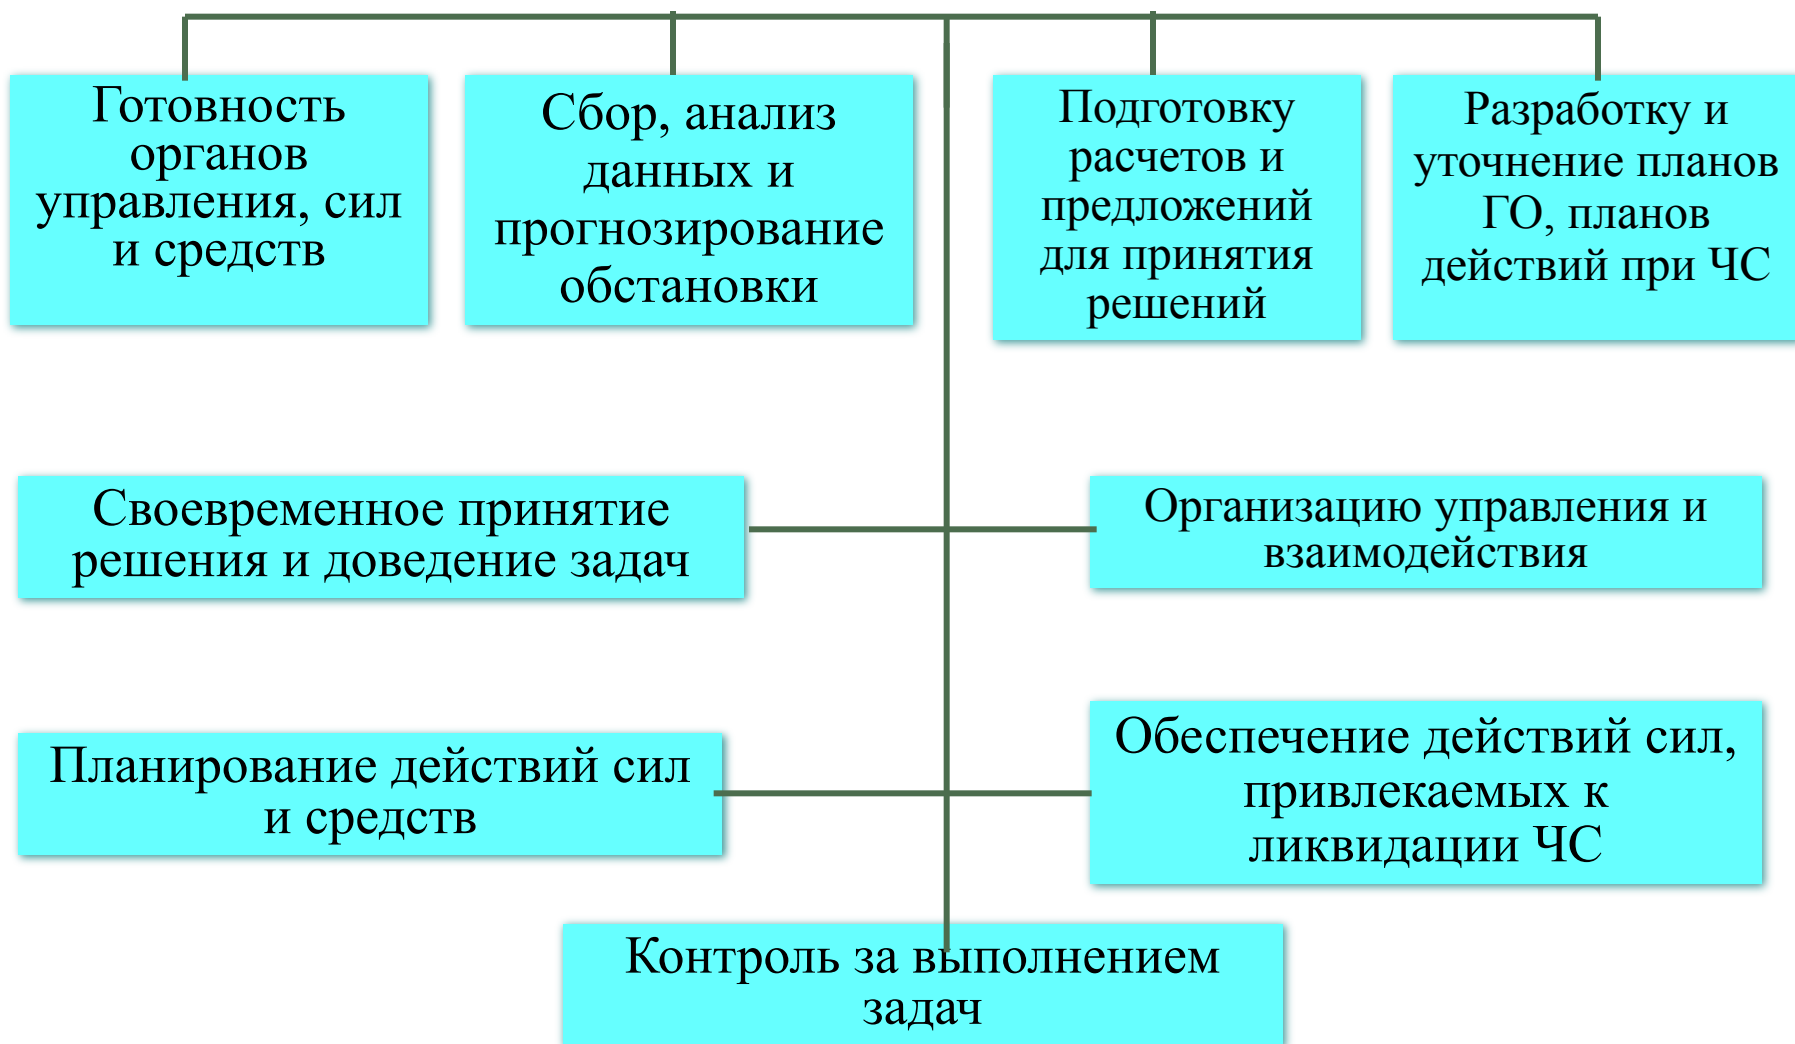 Готовность
органов
управления, сил
и средств
Сбор, анализ
данных и
прогнозирование
обстановки
Подготовку
расчетов и
предложений
для принятия
решений
Разработку и
уточнение планов
ГО, планов
действий при ЧС
Своевременное принятие
решения и доведение задач
Организацию управления и
взаимодействия
Планирование действий сил
и средств
Обеспечение действий сил,
привлекаемых к
ликвидации ЧС
Контроль за выполнением
задач